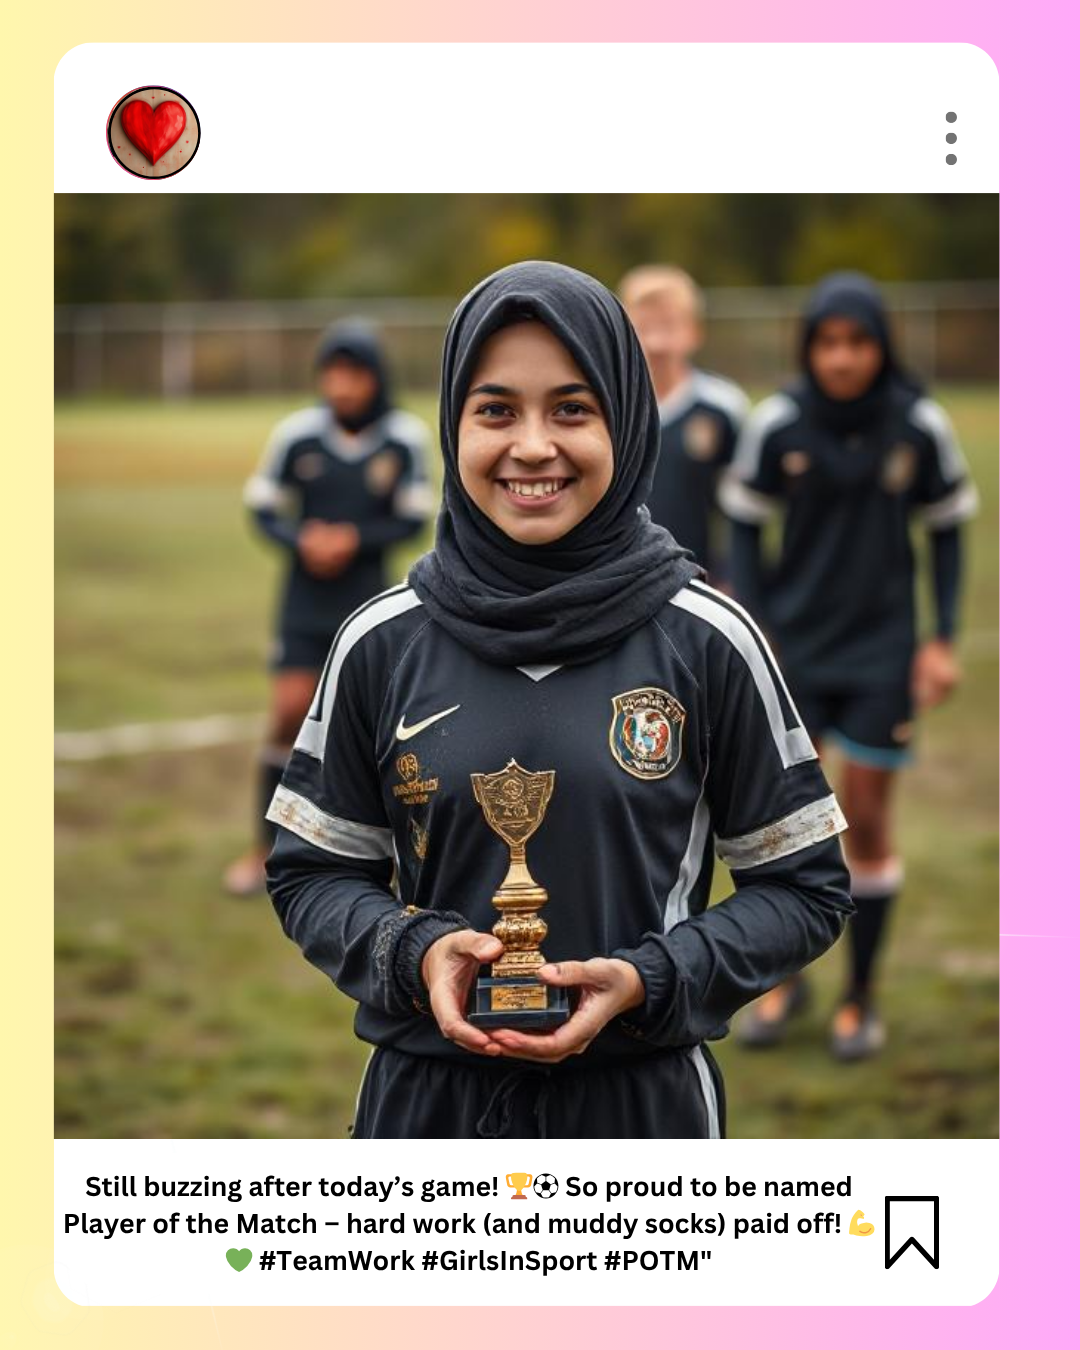 Still buzzing after today’s game! 🏆⚽ So proud to be named
Player of the Match – hard work (and muddy socks) paid off! 💪
💚 #TeamWork #GirlsInSport #POTM"